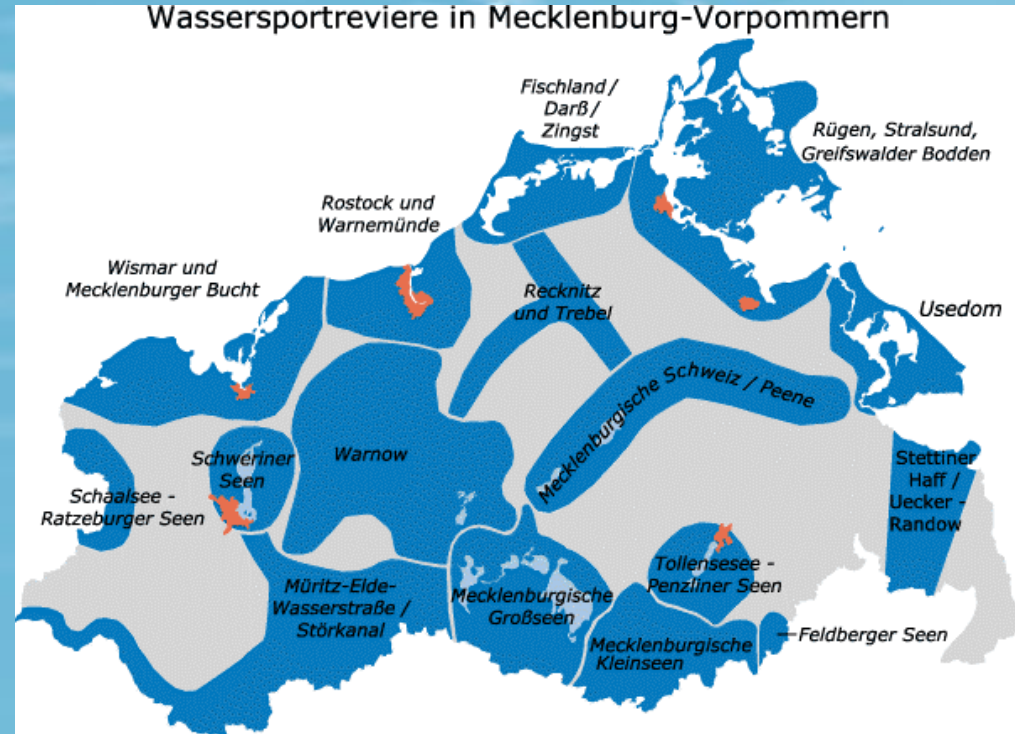 Wassersportreviere in Mecklenburg-Vorpommern
Fischland /
Darß /
Zingst
Rügen, Stralsund,
Greifswalder Bodden
Rostock und
Warnemünde
Wismar und
Mecklenburger Bucht
Recknitz
und Trebel
Usedom
Mecklenburgische Schweiz / Peene
Schweriner
Seen
Warnow
Stettiner
Haff /
Uecker -
Randow
Schaalsee -
Ratzeburger Seen
Tollensesee -
Penzliner Seen
Müritz-Elde-
Wasserstraße /
Störkanal
Mecklenburgische
Großseen
Mecklenburgische
Kleinseen
Feldberger Seen